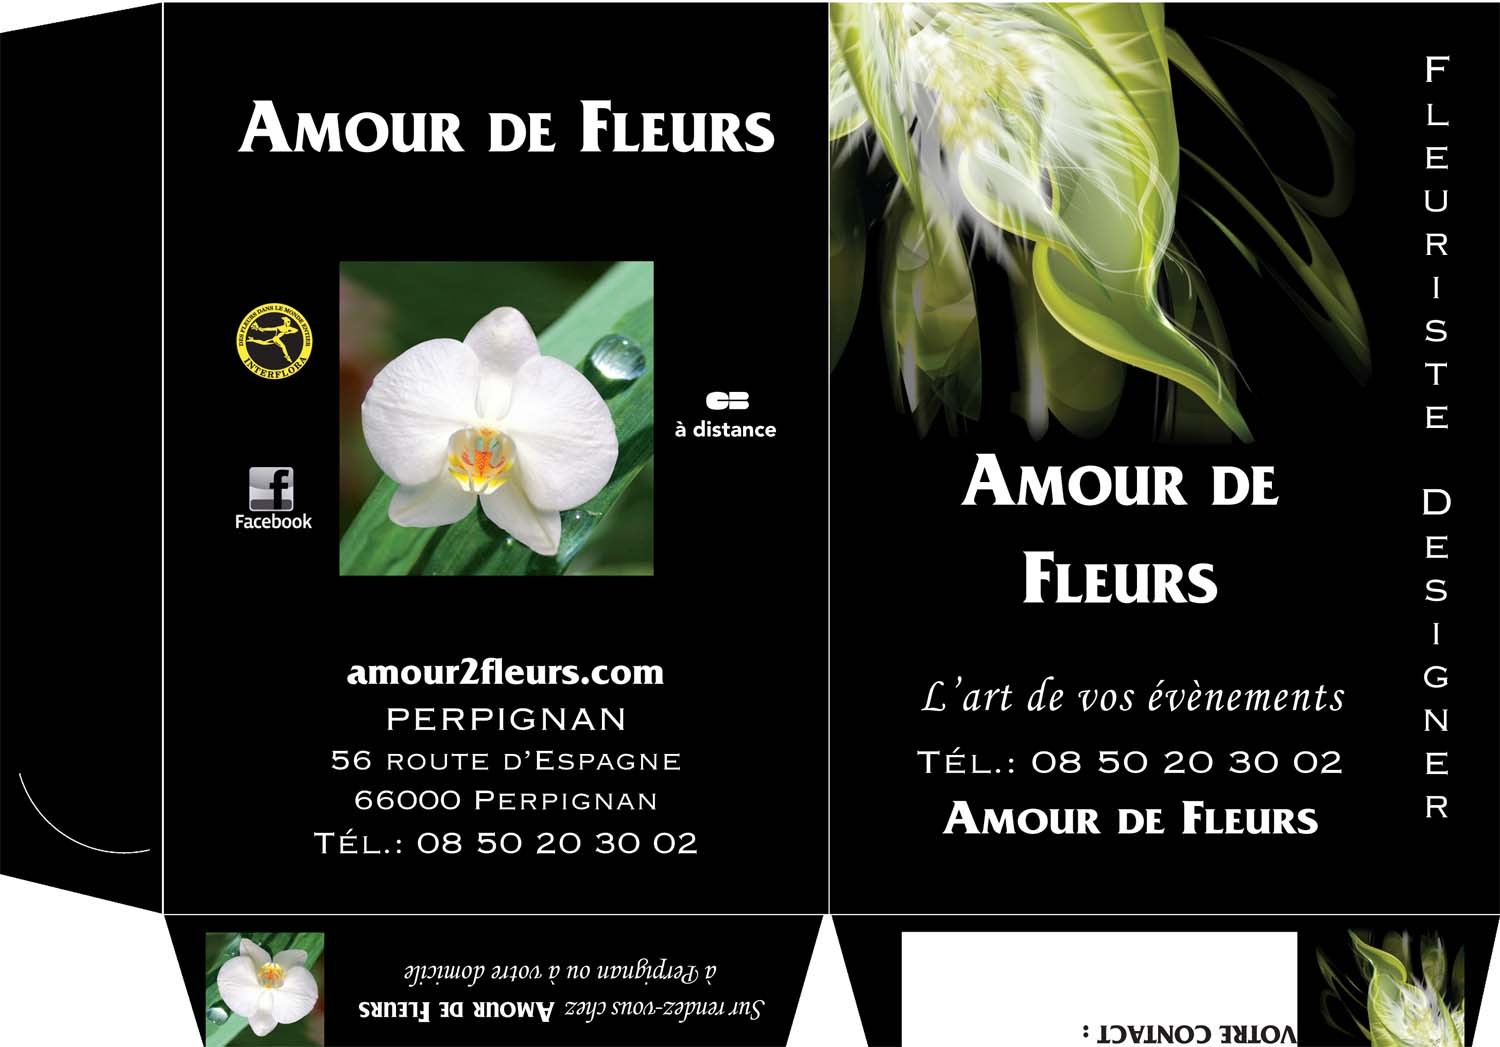 AMOUR DE FLEURS
DES FLEURS DANS LE MONDE ENTIER
INTERFLORA
CB
à distance
Facebook
amour2fleurs.com
PERPIGNAN
56 ROUTE D'ESPAGNE
66000 PERPIGNAN
TÉL.: 08 50 20 30 02
Sur rendez-vous chez AMOUR DE FLEURS
à Perpignan ou à votre domicile
AMOUR DE
FLEURS
L'art de vos évènements
TÉL.: 08 50 20 30 02
AMOUR DE FLEURS
FLEURISTE DESIGNER
VOTRE CONTACT :